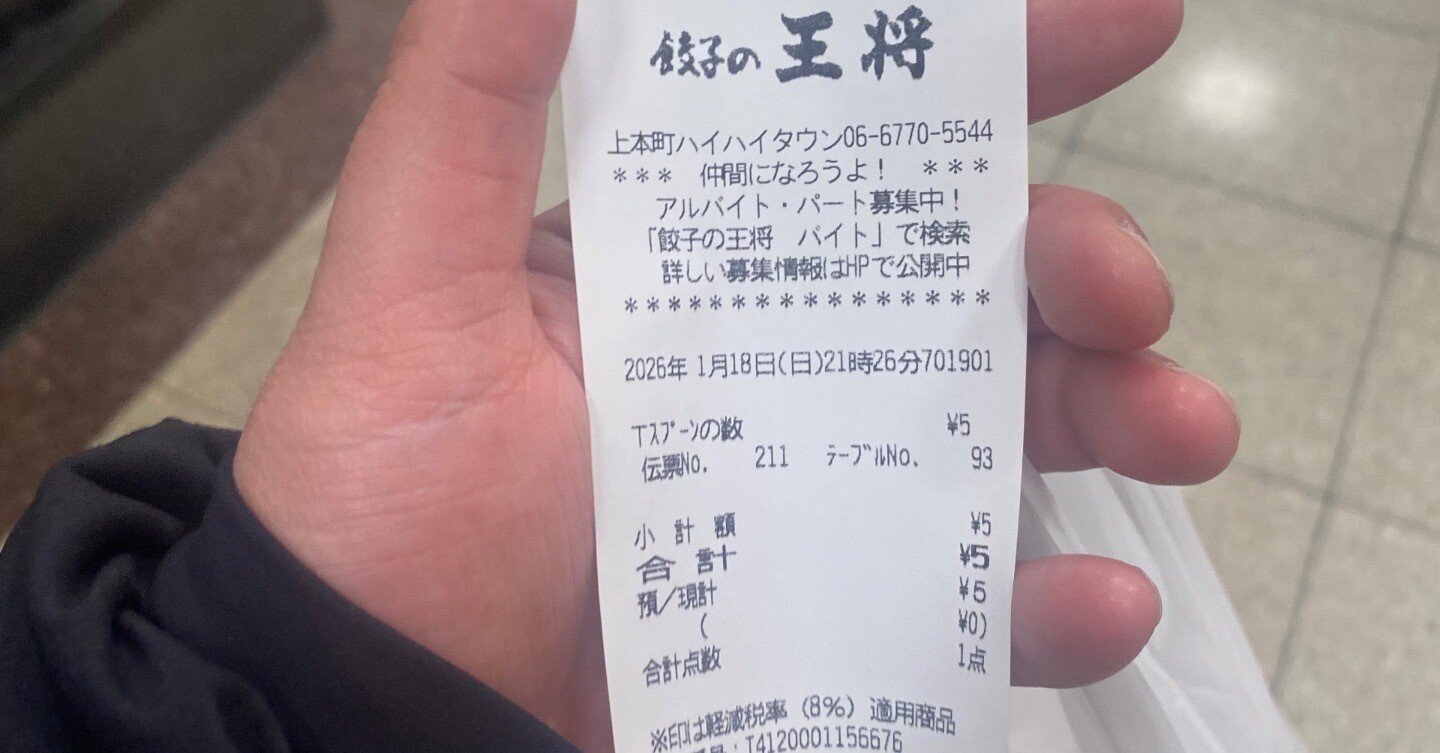 餃子の王将
上本町ハイハイタウン06-6770-5544
*** 仲間になろうよ! ***
アルバイト・パート募集中!
「餃子の王将 バイト」で検索
詳しい募集情報はHPで公開中
*****************
2026年 1月18日(日)21時26分701901
Tスプーンの数 ¥5
伝票No. 211 テーブルNo. 93
小計額 ¥5
合計 ¥5
預/現計 ¥5
( ¥0)
合計点数 1点
※印は軽減税率(8%)適用商品
番号:T4120001156676